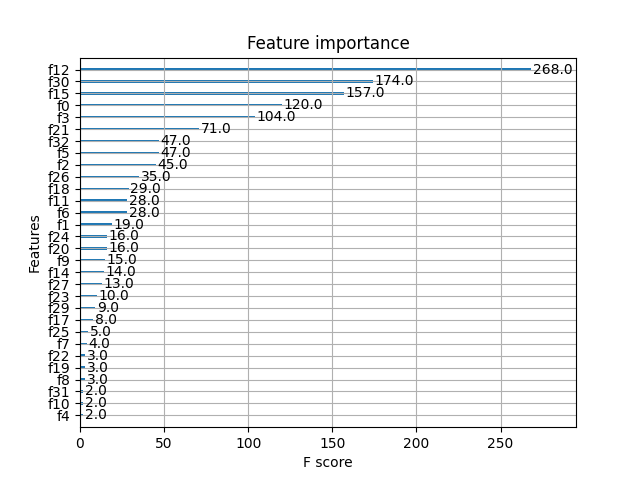 Feature importance
Features
f12 268.0
f30 174.0
f15 157.0
f0 120.0
f3 104.0
f21 71.0
f32 47.0
f5 47.0
f2 45.0
f26 35.0
f18 29.0
f11 28.0
f6 28.0
f1 19.0
f24 16.0
f20 16.0
f9 15.0
f14 14.0
f27 13.0
f23 10.0
f29 9.0
f17 8.0
f25 5.0
f7 4.0
f22 3.0
f19 3.0
f8 3.0
f31 2.0
f10 2.0
f4 2.0
0 50 100 150 200 250
F score